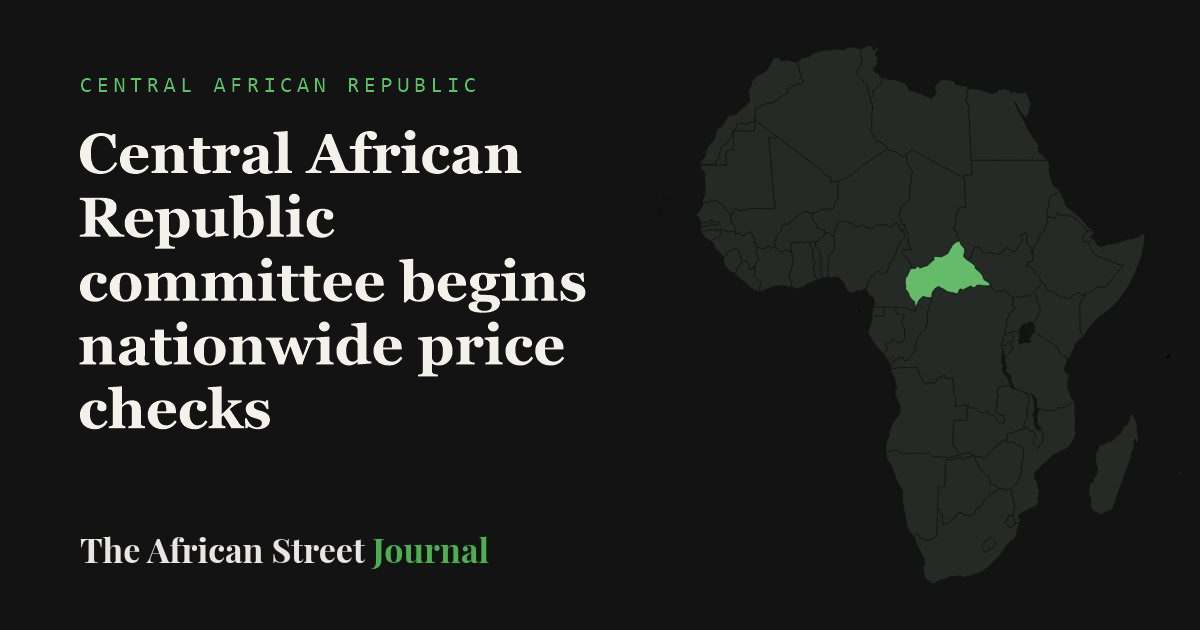 CENTRAL AFRICAN REPUBLIC
Central African
Republic
committee begins
nationwide price
checks
The African Street Journal